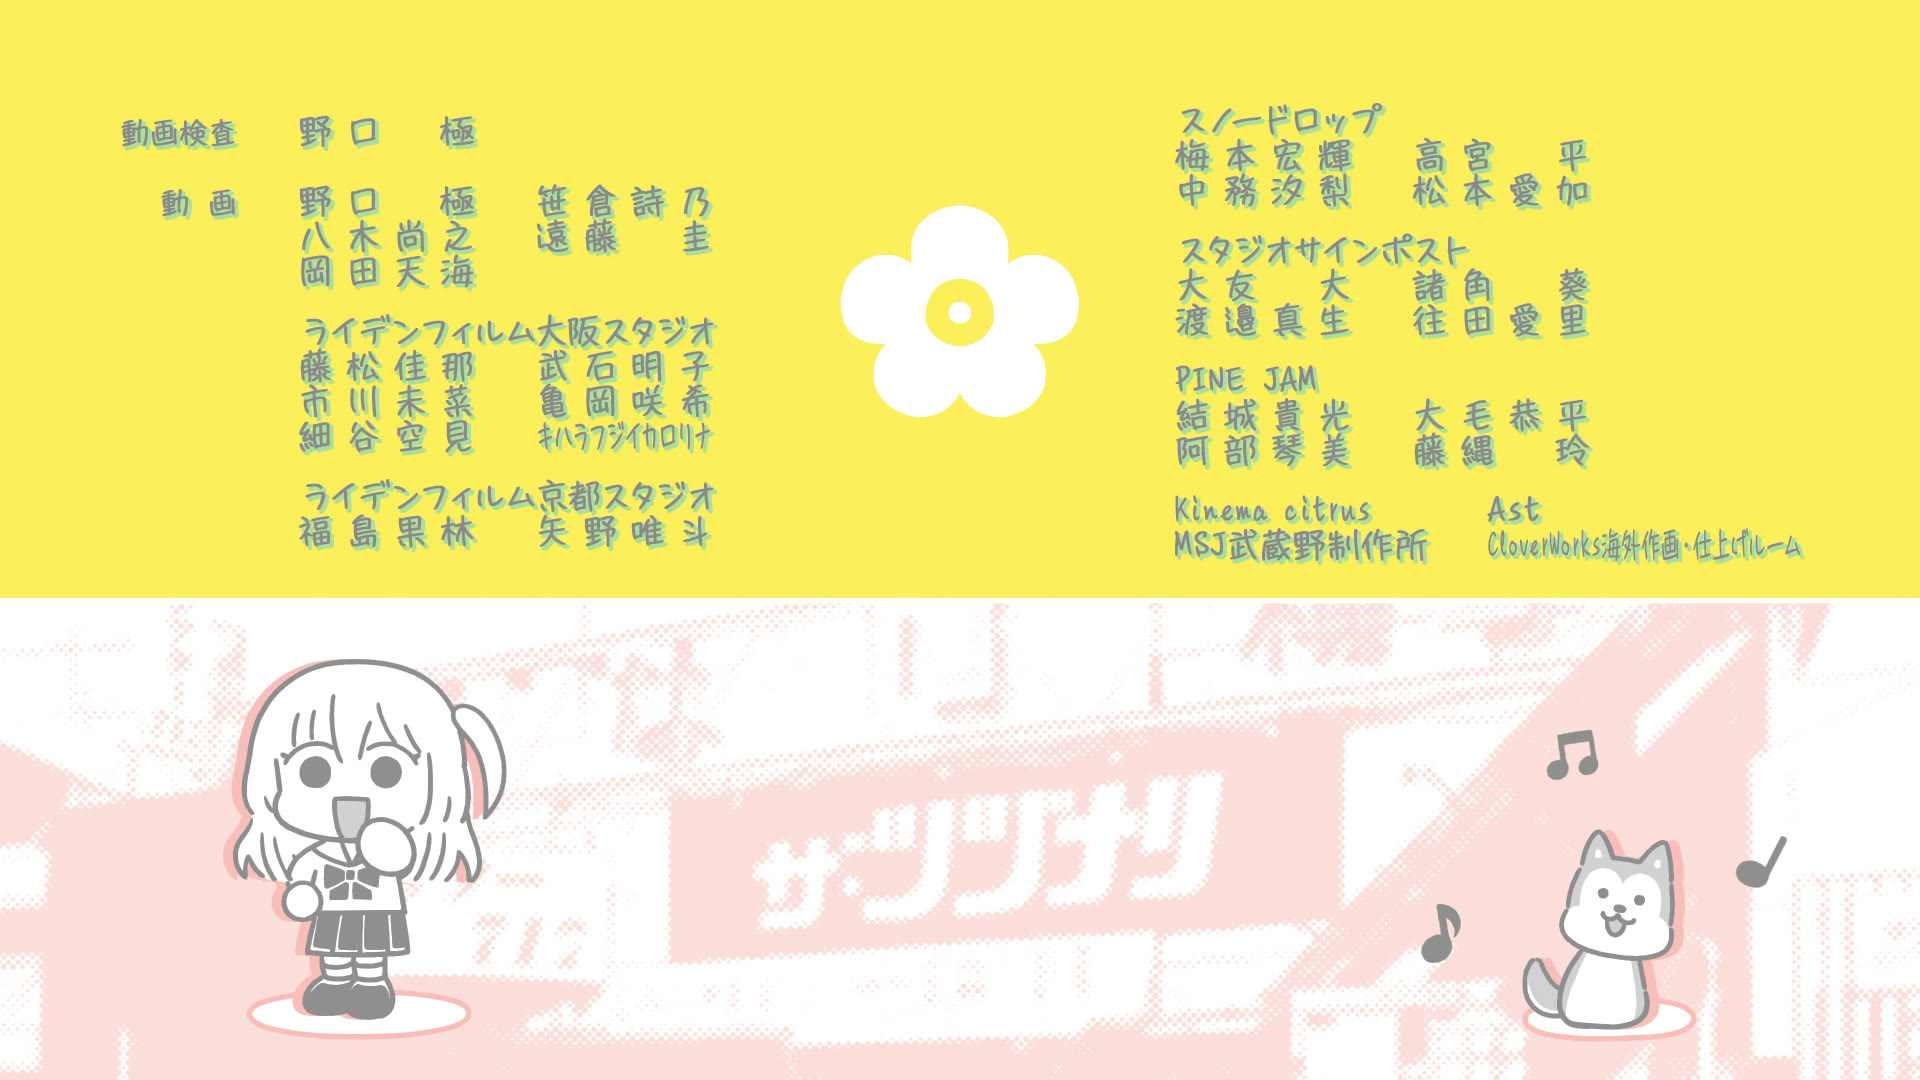 動画検査 野口 極
動画 野口 極 笹倉詩乃
八木尚之 遠藤 圭
岡田天海
ライデンフィルム大阪スタジオ
藤松佳那 武石明子
市川未菜 亀岡咲希
細谷空見 キハラフジイカロリナ
ライデンフィルム京都スタジオ
福島果林 矢野唯斗
スノードロップ
梅本宏輝 高宮 平
中務汐梨 松本愛加
スタジオサインポスト
大友 大 諸角 葵
渡邉真生 往田愛里
PINE JAM
結城貴光 大毛恭平
阿部琴美 藤縄 玲
Kinema citrus Ast
MSJ武蔵野制作所 CloverWorks海外作画・仕上げルーム
ザ・ツツナリ
7/2